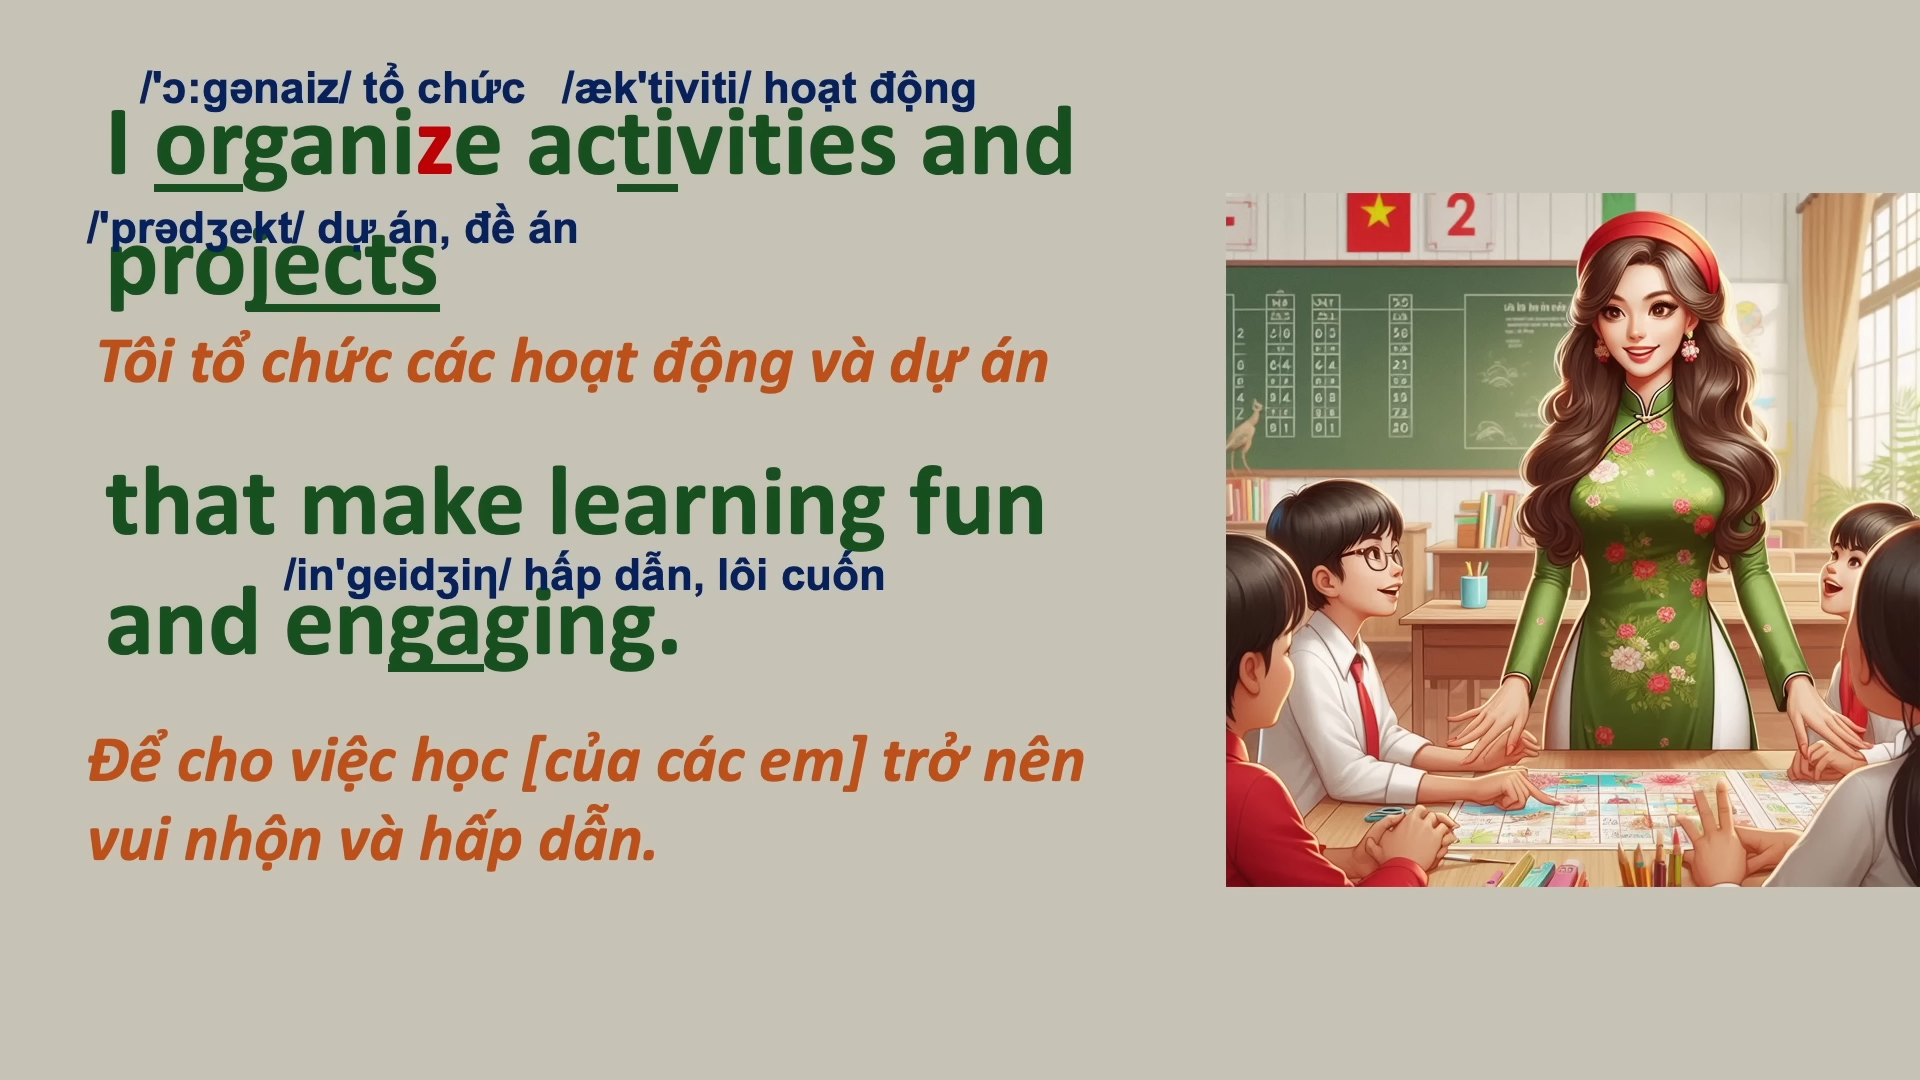 /'ɔ:gənaiz/ tổ chức /æk'tiviti/ hoạt động
I organize activities and
/'prədʒekt/ dự án, đề án
projects
Tôi tổ chức các hoạt động và dự án
that make learning fun
/in'geidʒiη/ hấp dẫn, lôi cuốn
and engaging.
Để cho việc học [của các em] trở nên
vui nhộn và hấp dẫn.
2